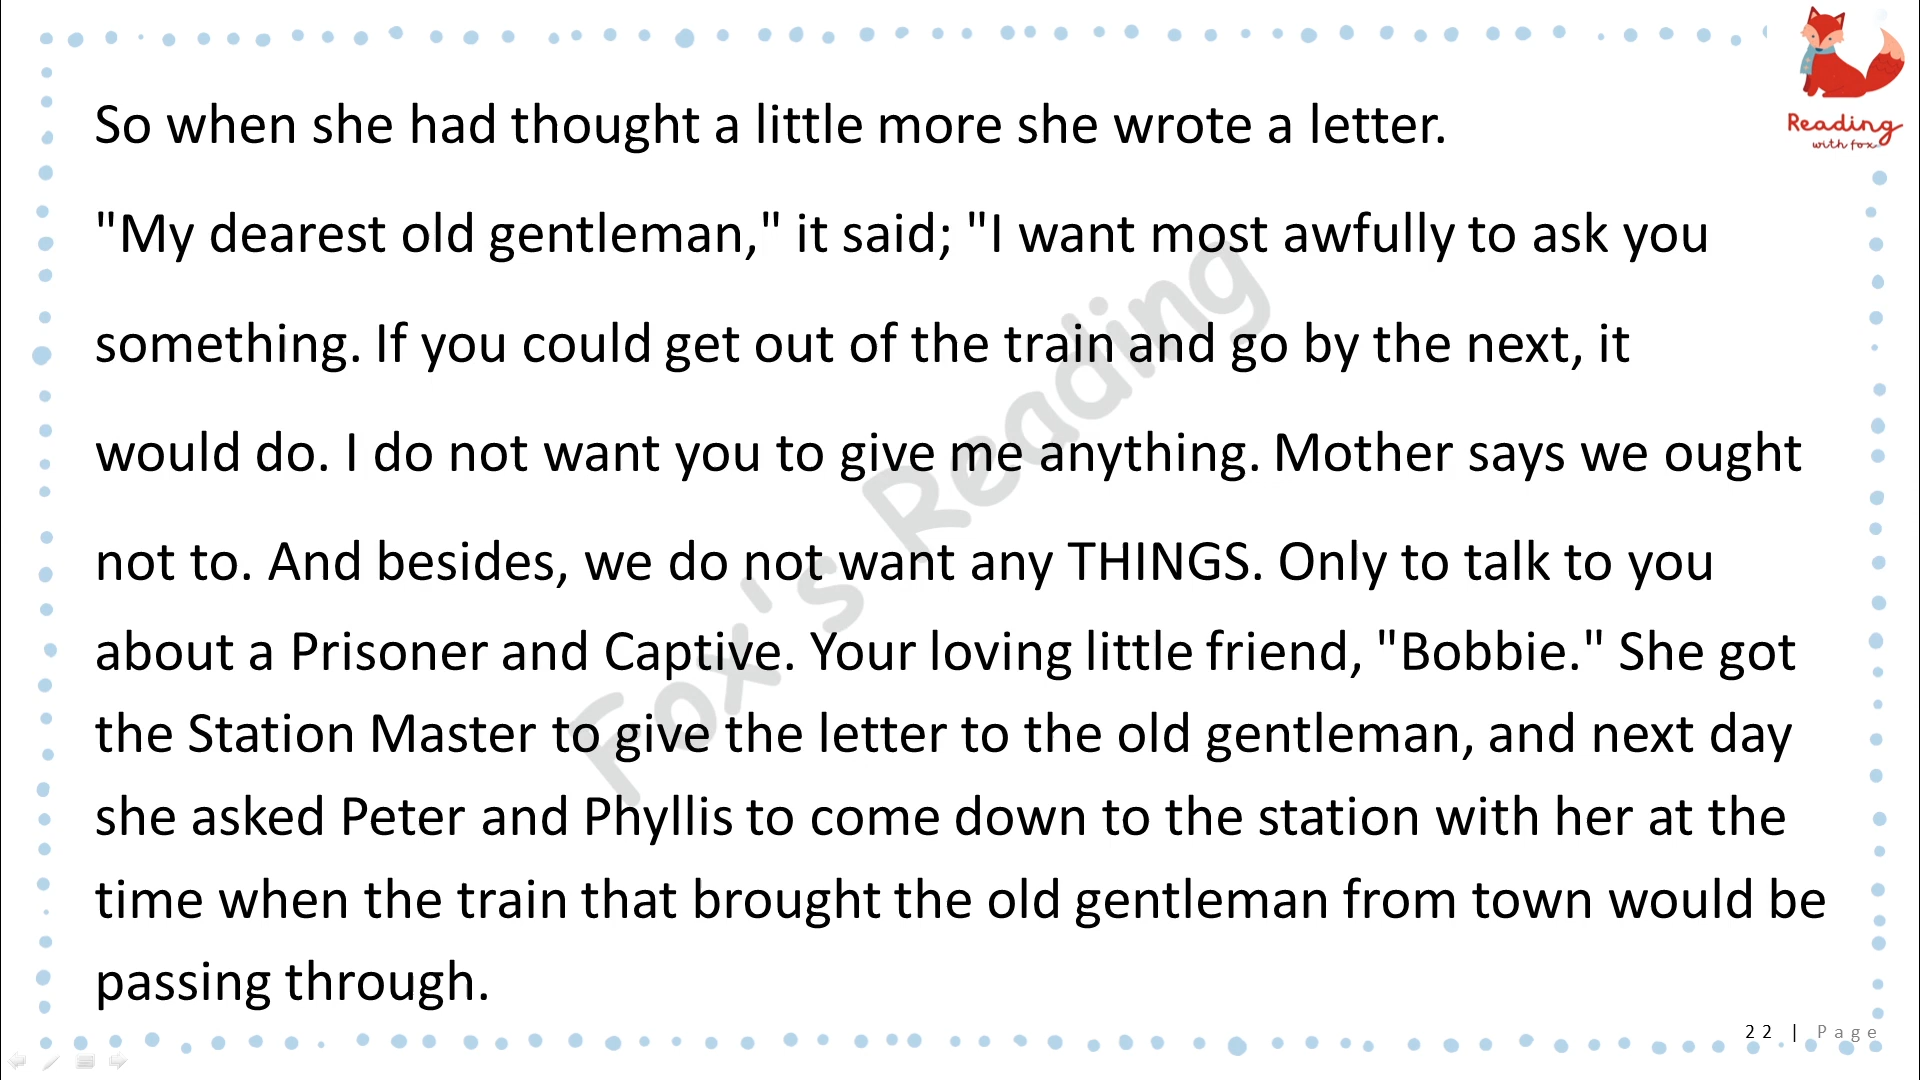 So when she had thought a little more she wrote a letter.
"My dearest old gentleman," it said; "I want most awfully to ask you
something. If you could get out of the train and go by the next, it
would do. I do not want you to give me anything. Mother says we ought
not to. And besides, we do not want any THINGS. Only to talk to you
about a Prisoner and Captive. Your loving little friend, "Bobbie." She got
the Station Master to give the letter to the old gentleman, and next day
she asked Peter and Phyllis to come down to the station with her at the
time when the train that brought the old gentleman from town would be
passing through.
Reading
with fox
Fox's Reading
22 | Page